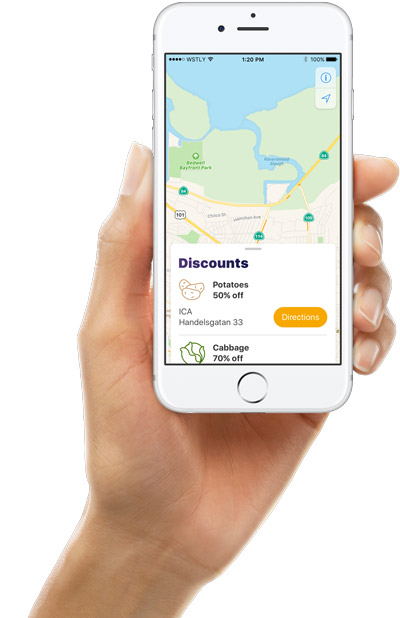 WSTLY
1:20 PM
100%
Bedwell
Bayfront Park
Ravenswood
Slough
84
84
101
Chilco St
Hamilton Ave
109
114
Discounts
Potatoes
50% off
ICA
Handelsgatan 33
Directions
Cabbage
70% off